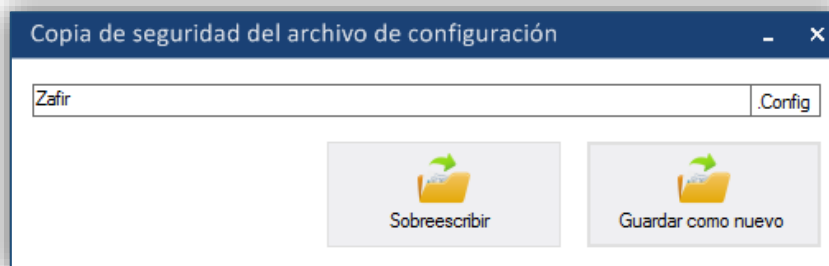 Copia de seguridad del archivo de configuración
Zafir .Config
Sobreescribir Guardar como nuevo